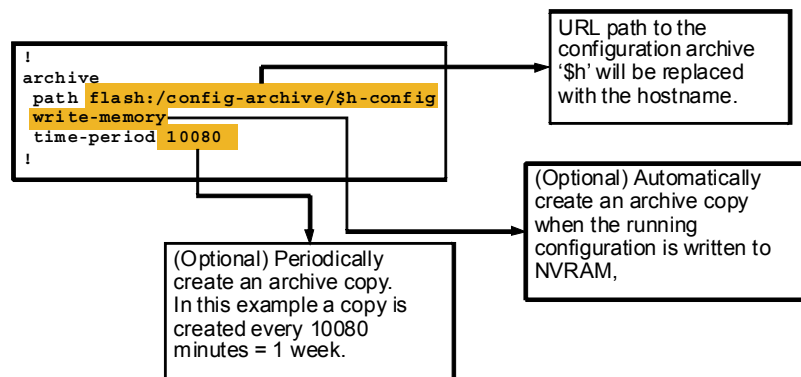 !
archive
path flash:/config-archive/$h-config
write-memory
time-period 10080
!
URL path to the
configuration archive
‘$h’ will be replaced
with the hostname.
(Optional) Automatically
create an archive copy
when the running
configuration is written to
NVRAM,
(Optional) Periodically
create an archive copy.
In this example a copy is
created every 10080
minutes = 1 week.